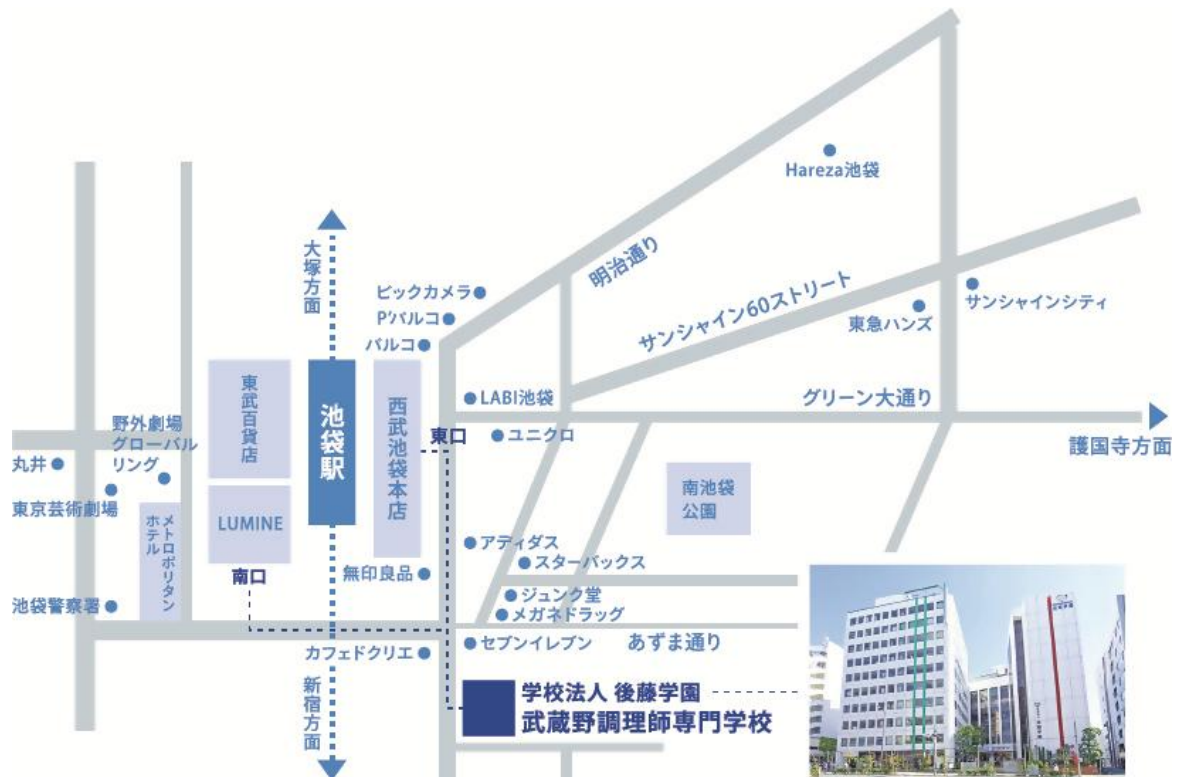 Hareza池袋
大塚方面
明治通り
ビックカメラ
P'パルコ
パルコ
サンシャイン60ストリート
サンシャインシティ
東急ハンズ
東武百貨店
池袋駅
西武池袋本店
LABI池袋
グリーン大通り
東口
ユニクロ
護国寺方面
野外劇場
グローバル
リング
丸井
東京芸術劇場
メトロポリタン
ホテル
LUMINE
南池袋
公園
アディダス
スターバックス
南口
無印良品
ジュンク堂
メガネドラッグ
池袋警察署
カフェドクリエ
セブンイレブン
あずま通り
新宿方面
学校法人 後藤学園
武蔵野調理師専門学校